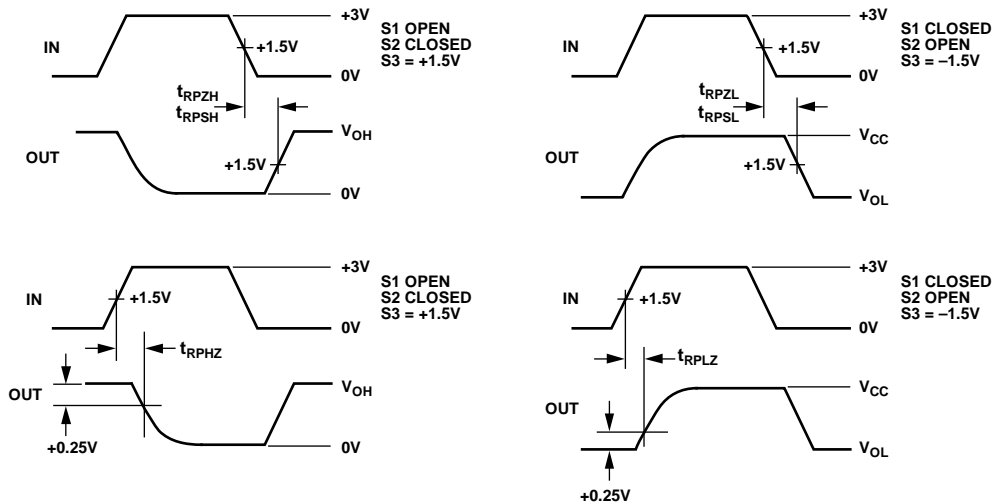 +3V
IN
+1.5V
0V
S1 OPEN
S2 CLOSED
S3 = +1.5V
tRPZH
tRPSH
VOH
OUT
+1.5V
0V
+3V
IN
+1.5V
0V
S1 CLOSED
S2 OPEN
S3 = –1.5V
tRPZL
tRPSL
VCC
OUT
+1.5V
VOL
+3V
IN
+1.5V
0V
S1 OPEN
S2 CLOSED
S3 = +1.5V
tRPHZ
VOH
OUT
0V
+0.25V
+3V
IN
+1.5V
0V
S1 CLOSED
S2 OPEN
S3 = –1.5V
tRPLZ
VCC
OUT
VOL
+0.25V